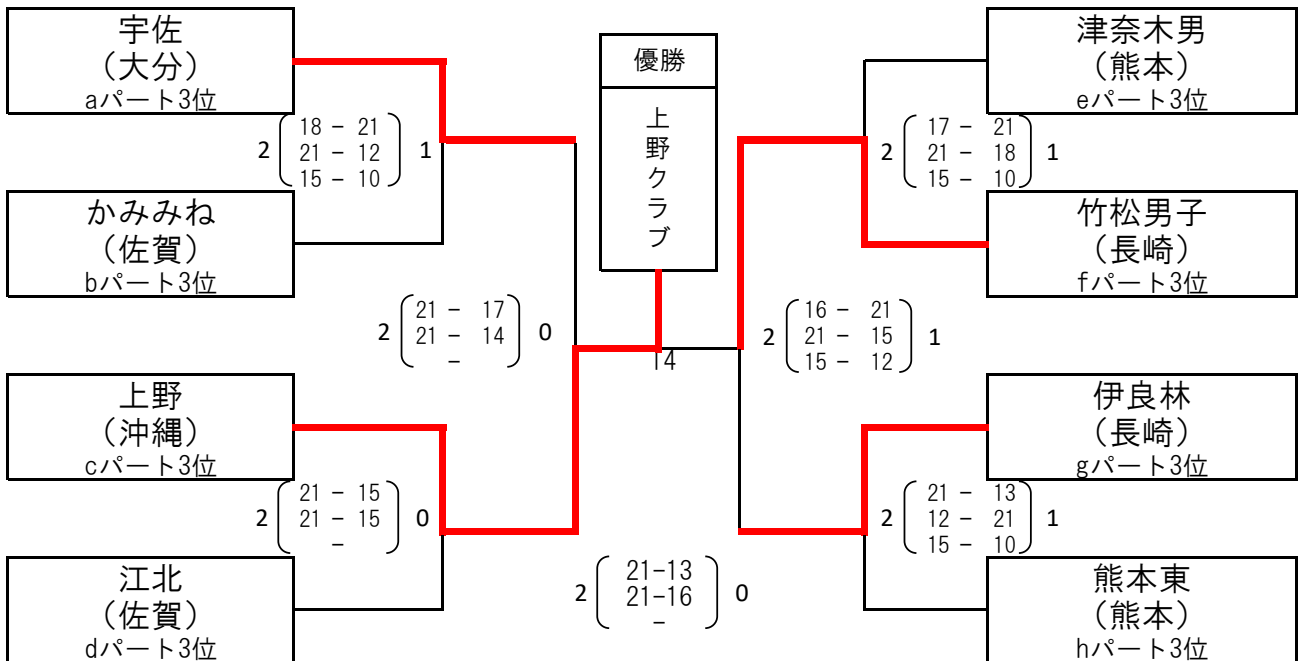 宇佐
(大分)
aパート3位
2 18 - 21 1
21 - 12
15 - 10
かみみね
(佐賀)
bパート3位
2 21 - 17 0
21 - 14
-
上野
(沖縄)
cパート3位
2 21 - 15 0
21 - 15
-
江北
(佐賀)
dパート3位
優勝
上野クラブ
14
2 21-13 0
21-16
-
津奈木男
(熊本)
eパート3位
2 17 - 21 1
21 - 18
15 - 10
竹松男子
(長崎)
fパート3位
2 16 - 21 1
21 - 15
15 - 12
伊良林
(長崎)
gパート3位
2 21 - 13 1
12 - 21
15 - 10
熊本東
(熊本)
hパート3位